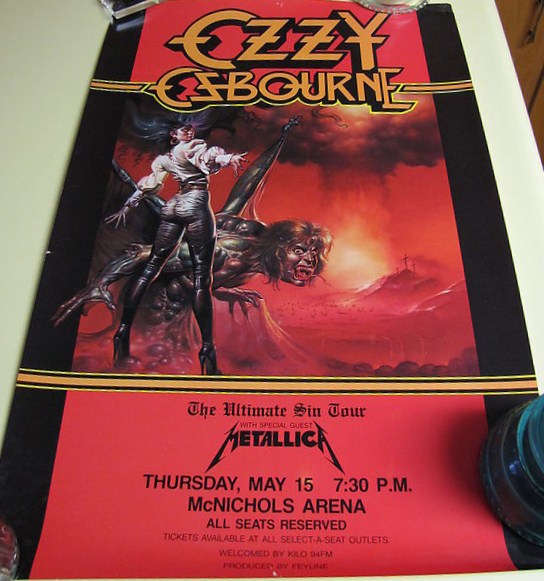 OZZY
OSBOURNE
The Ultimate Sin Tour
WITH SPECIAL GUEST
METALLICA
THURSDAY, MAY 15 7:30 P.M.
McNICHOLS ARENA
ALL SEATS RESERVED
TICKETS AVAILABLE AT ALL SELECT-A-SEAT OUTLETS.
WELCOMED BY KILO 94FM
PRODUCED BY FEYLINE